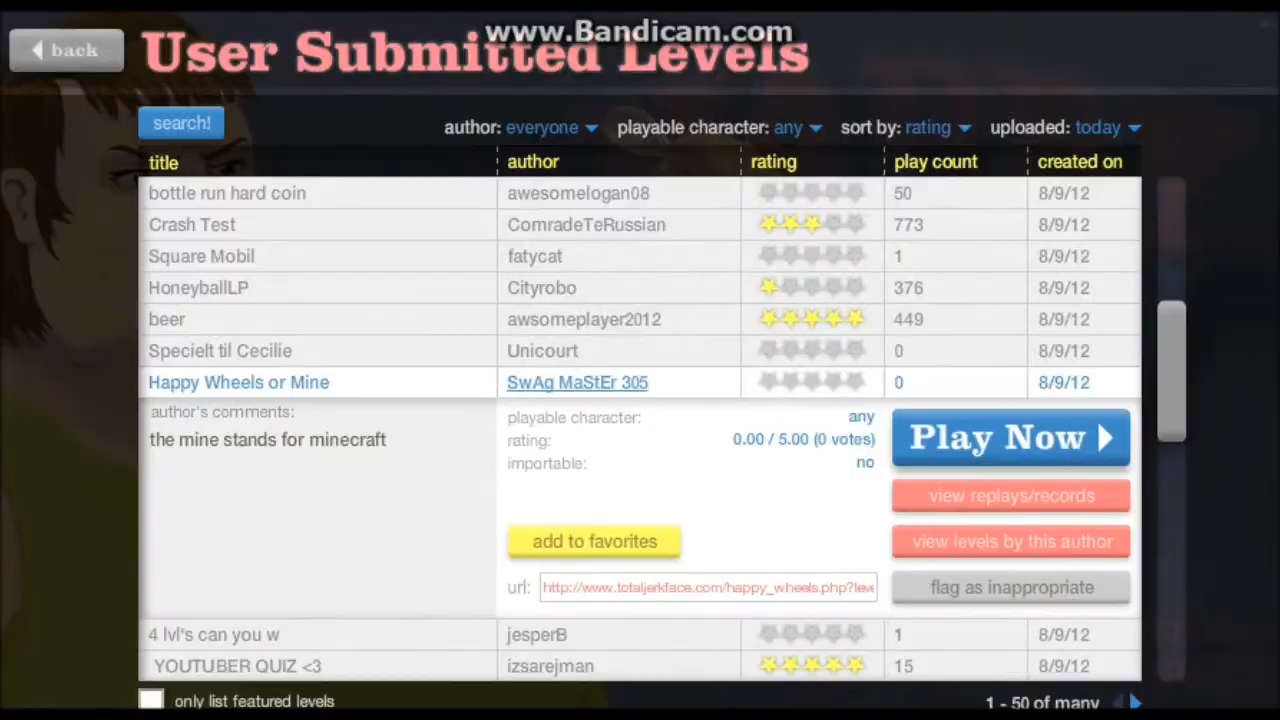 www.Bandicam.com
back
User Submitted Levels
search!
author: everyone playable character: any sort by: rating uploaded: today
title author rating play count created on
bottle run hard coin awesomelogan08 50 8/9/12
Crash Test ComradeTeRussian 773 8/9/12
Square Mobil fatycat 1 8/9/12
HoneyballLP Cityrobo 376 8/9/12
beer awsomeplayer2012 449 8/9/12
Specielt til Cecilie Unicourt 0 8/9/12
Happy Wheels or Mine SwAg MaStEr 305 0 8/9/12
author's comments:
the mine stands for minecraft
playable character: any
rating: 0.00 / 5.00 (0 votes)
importable: no
Play Now
view replays/records
add to favorites
view levels by this author
url: http://www.totaljerkface.com/happy_wheels.php?leve
flag as inappropriate
4 lvl's can you w jesperB 1 8/9/12
YOUTUBER QUIZ <3 izsarejman 15 8/9/12
only list featured levels
1 - 50 of many